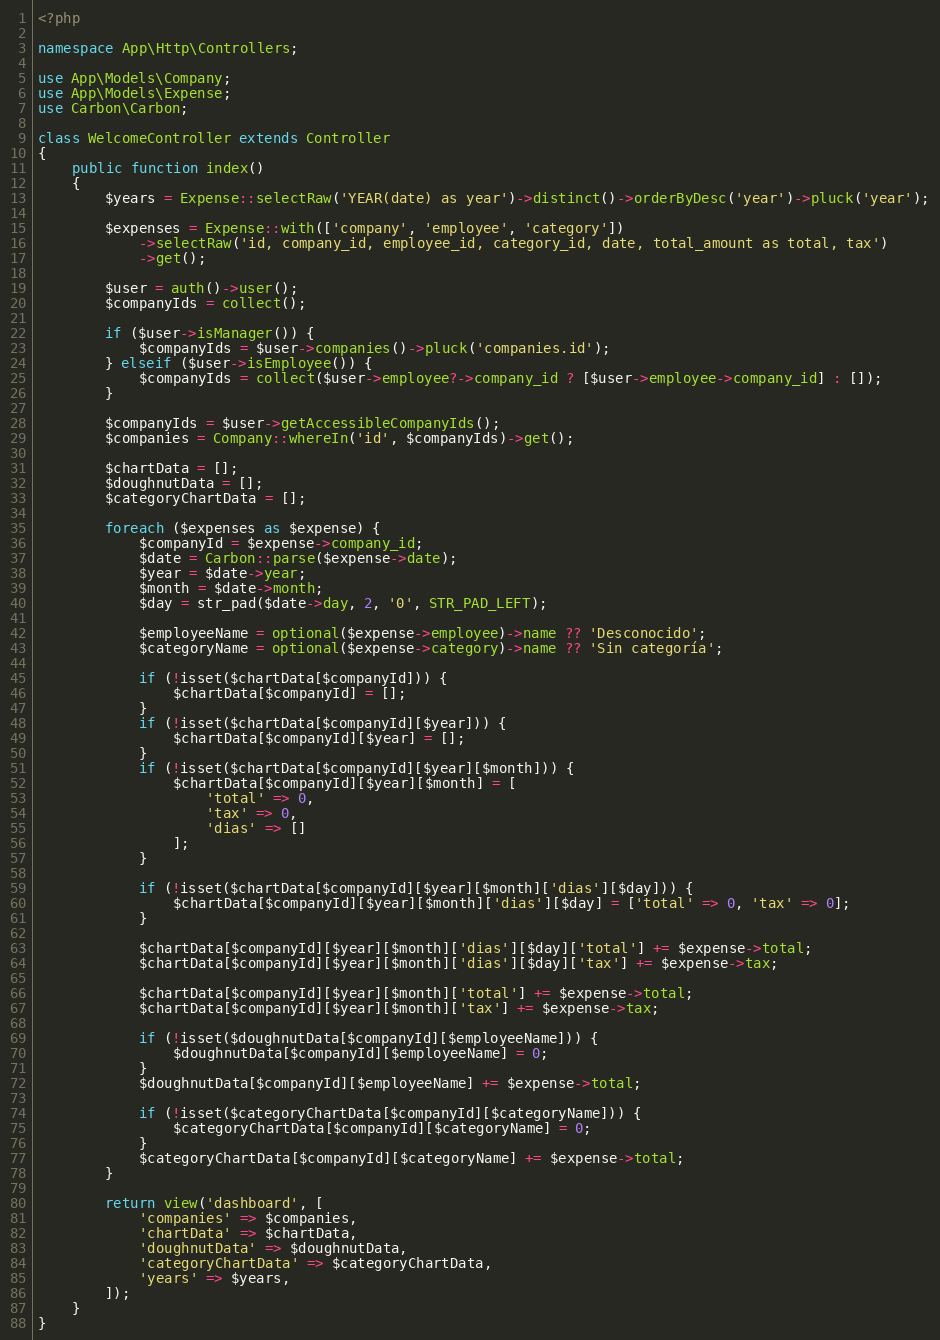 1 <?php
2
3 namespace App\Http\Controllers;
4
5 use App\Models\Company;
6 use App\Models\Expense;
7 use Carbon\Carbon;
8
9 class WelcomeController extends Controller
10 {
11     public function index()
12     {
13         $years = Expense::selectRaw('YEAR(date) as year')->distinct()->orderByDesc('year')->pluck('year');
14
15         $expenses = Expense::with(['company', 'employee', 'category'])
16             ->selectRaw('id, company_id, employee_id, category_id, date, total_amount as total, tax')
17             ->get();
18
19         $user = auth()->user();
20         $companyIds = collect();
21
22         if ($user->isManager()) {
23             $companyIds = $user->companies()->pluck('companies.id');
24         } elseif ($user->isEmployee()) {
25             $companyIds = collect($user->employee?->company_id ? [$user->employee->company_id] : []);
26         }
27
28         $companyIds = $user->getAccessibleCompanyIds();
29         $companies = Company::whereIn('id', $companyIds)->get();
30
31         $chartData = [];
32         $doughnutData = [];
33         $categoryChartData = [];
34
35         foreach ($expenses as $expense) {
36             $companyId = $expense->company_id;
37             $date = Carbon::parse($expense->date);
38             $year = $date->year;
39             $month = $date->month;
40             $day = str_pad($date->day, 2, '0', STR_PAD_LEFT);
41
42             $employeeName = optional($expense->employee)->name ?? 'Desconocido';
43             $categoryName = optional($expense->category)->name ?? 'Sin categoría';
44
45             if (!isset($chartData[$companyId])) {
46                 $chartData[$companyId] = [];
47             }
48             if (!isset($chartData[$companyId][$year])) {
49                 $chartData[$companyId][$year] = [];
50             }
51             if (!isset($chartData[$companyId][$year][$month])) {
52                 $chartData[$companyId][$year][$month] = [
53                     'total' => 0,
54                     'tax' => 0,
55                     'dias' => []
56                 ];
57             }
58
59             if (!isset($chartData[$companyId][$year][$month]['dias'][$day])) {
60                 $chartData[$companyId][$year][$month]['dias'][$day] = ['total' => 0, 'tax' => 0];
61             }
62
63             $chartData[$companyId][$year][$month]['dias'][$day]['total'] += $expense->total;
64             $chartData[$companyId][$year][$month]['dias'][$day]['tax'] += $expense->tax;
65
66             $chartData[$companyId][$year][$month]['total'] += $expense->total;
67             $chartData[$companyId][$year][$month]['tax'] += $expense->tax;
68
69             if (!isset($doughnutData[$companyId][$employeeName])) {
70                 $doughnutData[$companyId][$employeeName] = 0;
71             }
72             $doughnutData[$companyId][$employeeName] += $expense->total;
73
74             if (!isset($categoryChartData[$companyId][$categoryName])) {
75                 $categoryChartData[$companyId][$categoryName] = 0;
76             }
77             $categoryChartData[$companyId][$categoryName] += $expense->total;
78         }
79
80         return view('dashboard', [
81             'companies' => $companies,
82             'chartData' => $chartData,
83             'doughnutData' => $doughnutData,
84             'categoryChartData' => $categoryChartData,
85             'years' => $years,
86         ]);
87     }
88 }